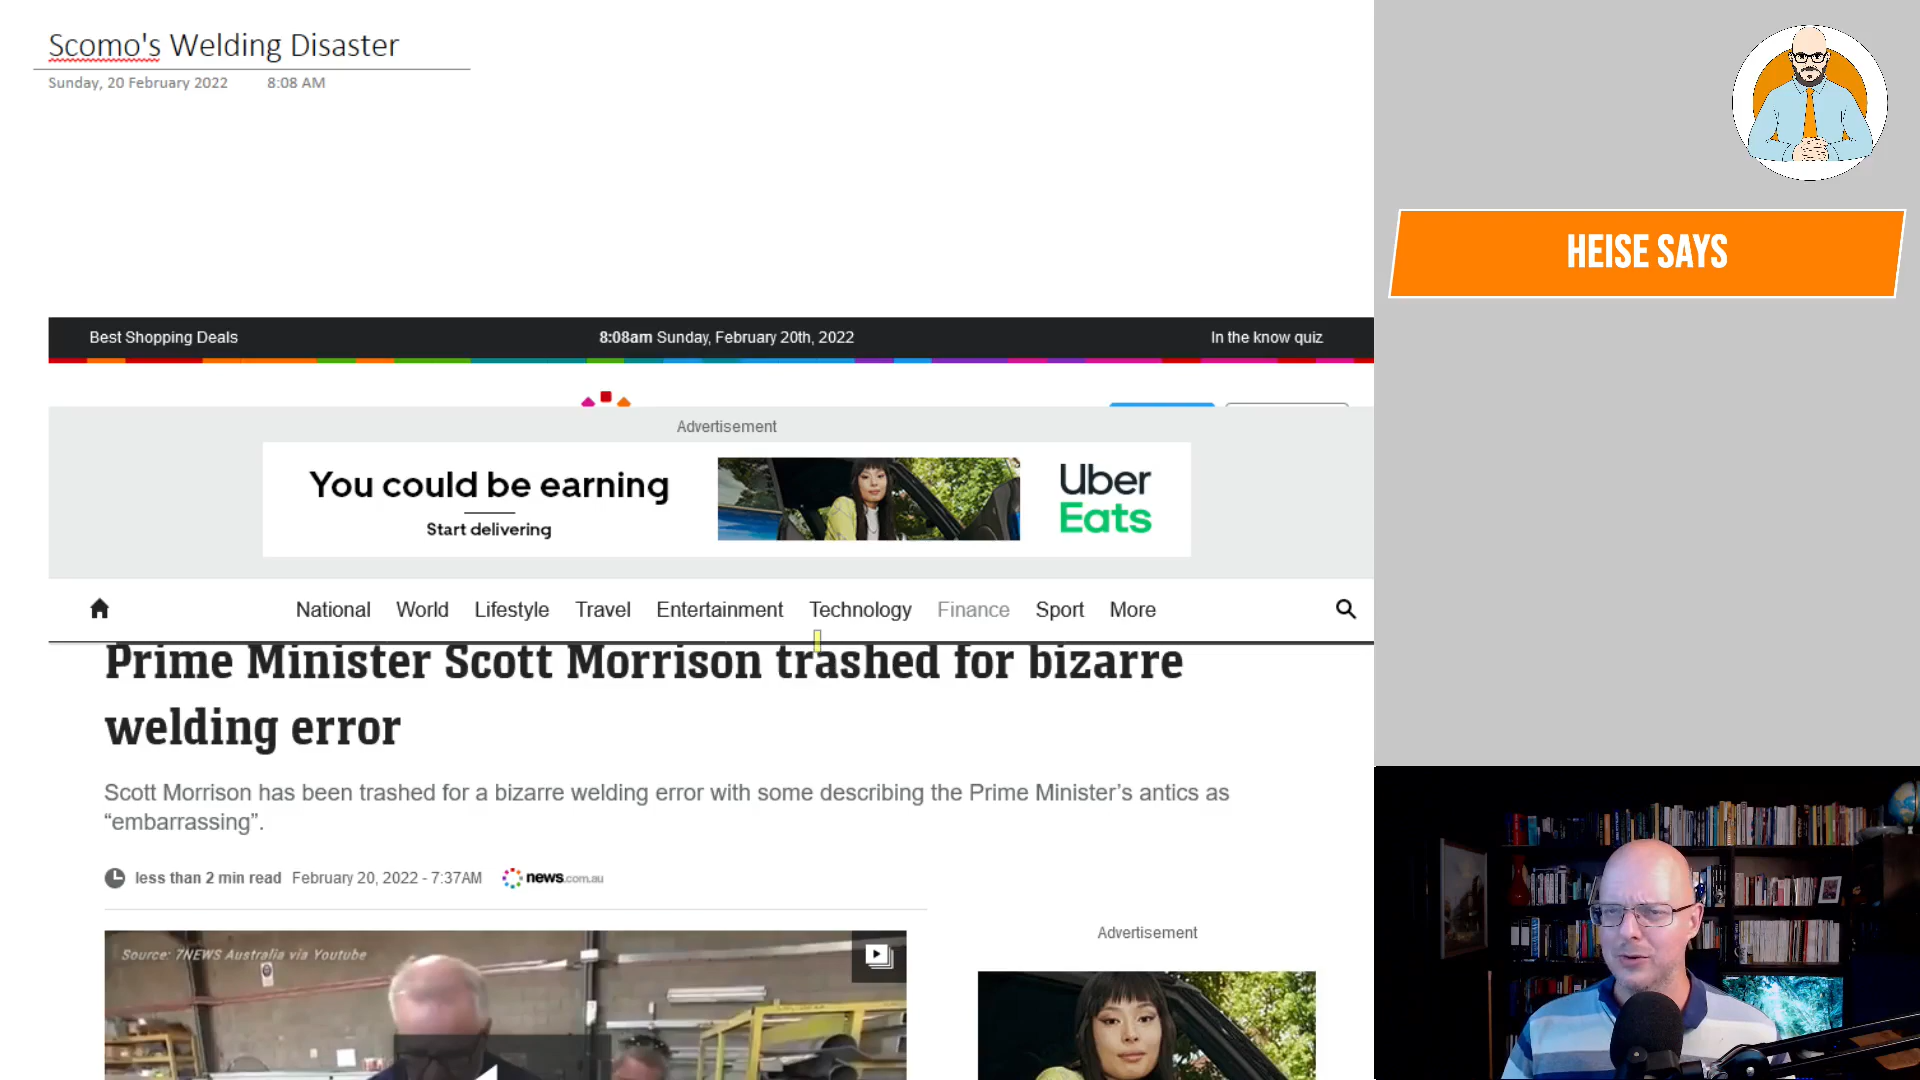 Scomo's Welding Disaster
Sunday, 20 February 2022 8:08 AM
HEISE SAYS
Best Shopping Deals 8:08am Sunday, February 20th, 2022 In the know quiz
Advertisement
You could be earning
Start delivering
Uber
Eats
National World Lifestyle Travel Entertainment Technology Finance Sport More
Prime Minister Scott Morrison trashed for bizarre
welding error
Scott Morrison has been trashed for a bizarre welding error with some describing the Prime Minister’s antics as
“embarrassing”.
less than 2 min read February 20, 2022 - 7:37AM news.com.au
Source: 7NEWS Australia via Youtube
Advertisement